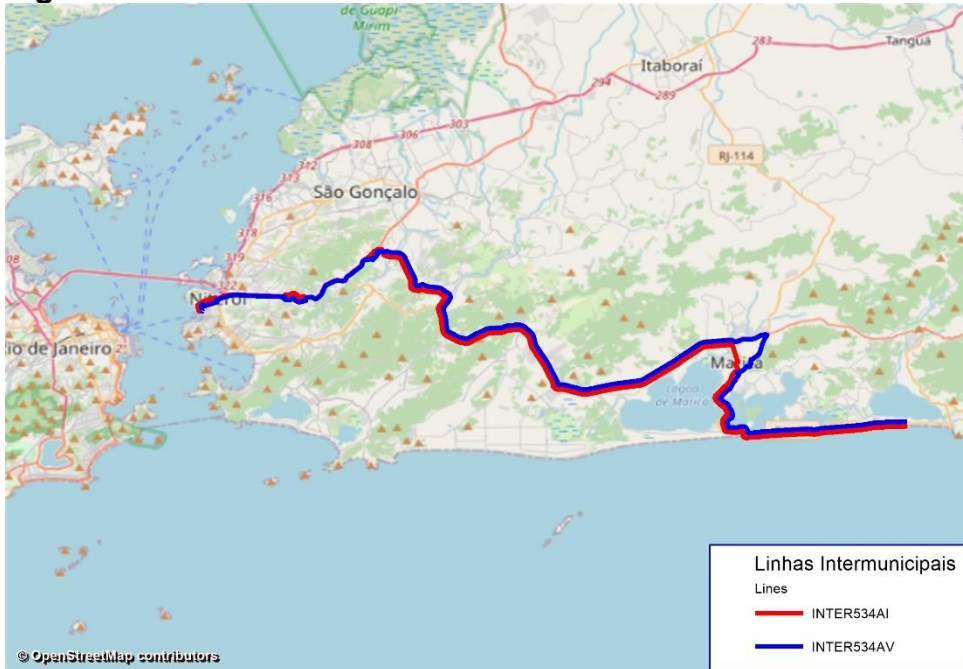 de Guapi
Mirim
283
Tanguá
Itaboraí
294
289
303
306
308
RJ-114
312
313
São Gonçalo
316
318
319
322
Niterói
Rio de Janeiro
Maricá
Lagoa
de Maricá
Linhas Intermunicipais
Lines
INTER534AI
INTER534AV
© OpenStreetMap contributors